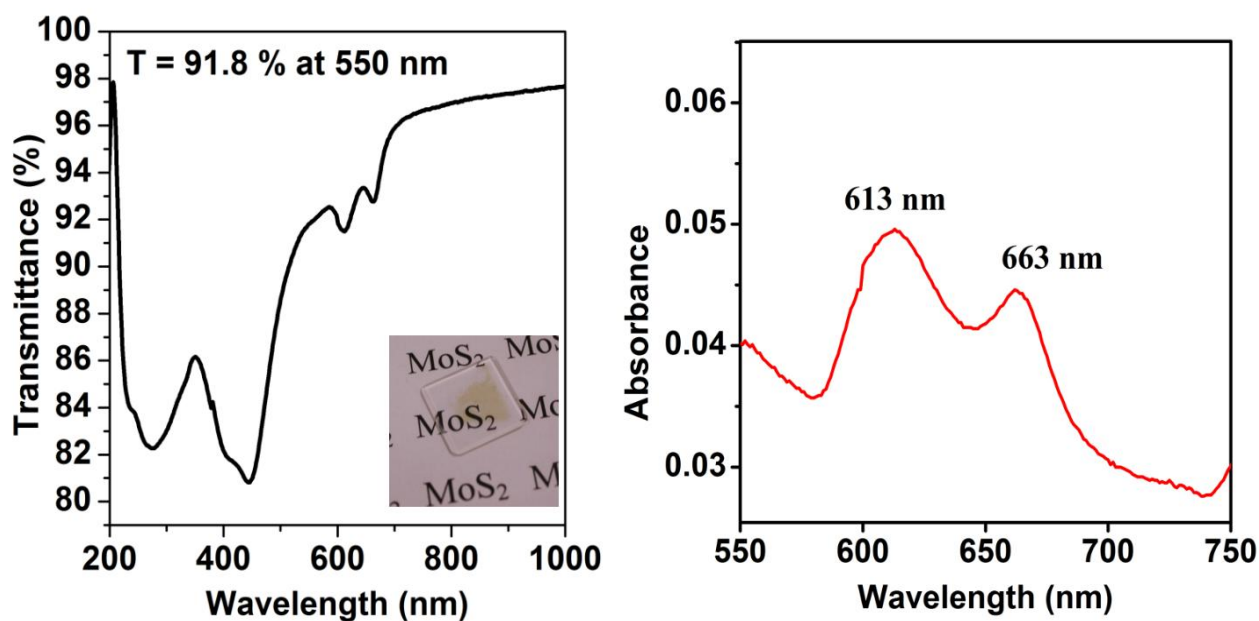 T = 91.8 % at 550 nm
Transmittance (%)
100
98
96
94
92
90
88
86
84
82
80
200 400 600 800 1000
Wavelength (nm)
MoS₂ MoS
MoS₂ Mo
MoS₂ M
Absorbance
0.06
0.05
0.04
0.03
613 nm
663 nm
550 600 650 700 750
Wavelength (nm)